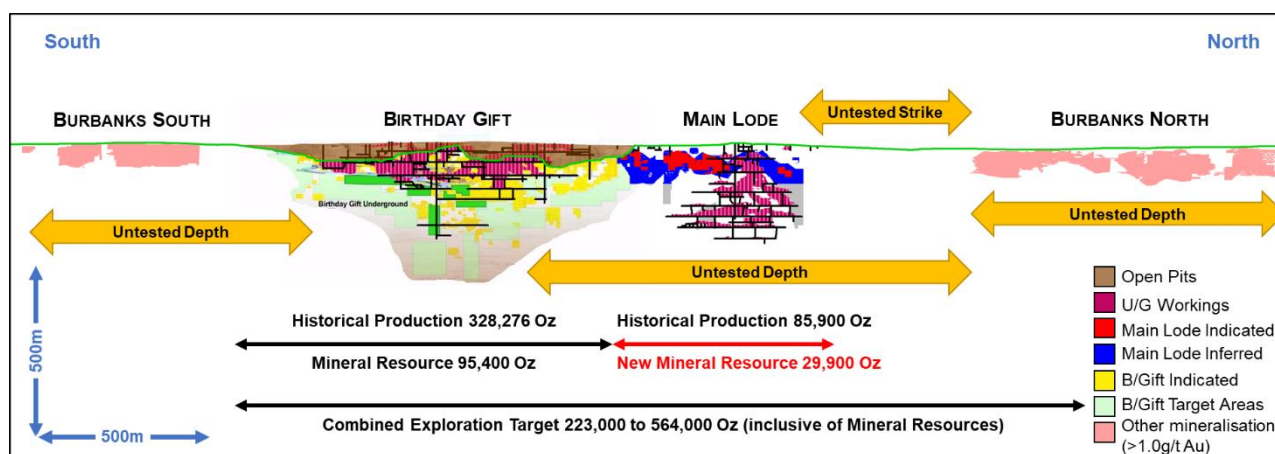 South
North
Untested Strike
BURBANKS SOUTH
BIRTHDAY GIFT
MAIN LODE
BURBANKS NORTH
Birthday Gift Underground
Untested Depth
Untested Depth
Untested Depth
Open Pits
U/G Workings
Main Lode Indicated
Main Lode Inferred
B/Gift Indicated
B/Gift Target Areas
Other mineralisation
(>1.0g/t Au)
Historical Production 328,276 Oz
Historical Production 85,900 Oz
Mineral Resource 95,400 Oz
New Mineral Resource 29,900 Oz
500m
Combined Exploration Target 223,000 to 564,000 Oz (inclusive of Mineral Resources)
500m